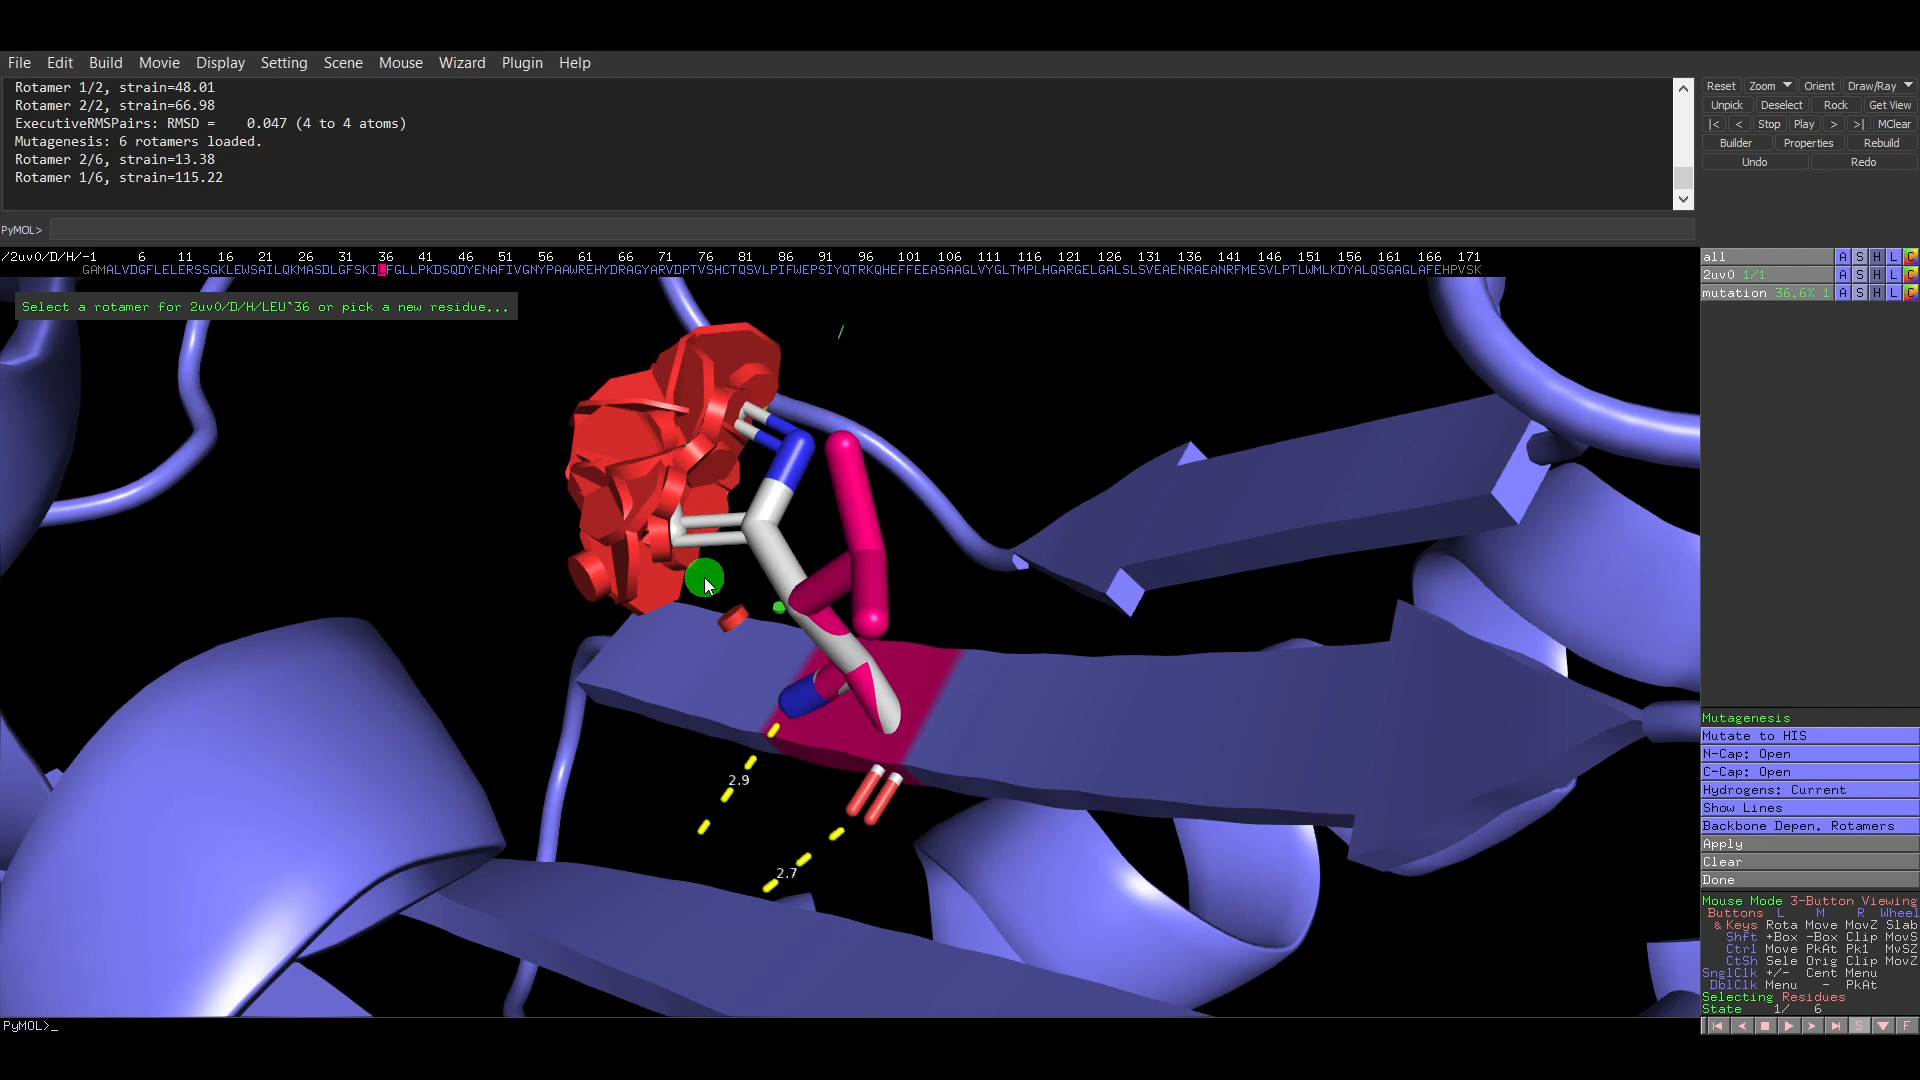 File Edit Build Movie Display Setting Scene Mouse Wizard Plugin Help
Rotamer 1/2, strain=48.01
Rotamer 2/2, strain=66.98
ExecutiveRMSPairs: RMSD =    0.047 (4 to 4 atoms)
Mutagenesis: 6 rotamers loaded.
Rotamer 2/6, strain=13.38
Rotamer 1/6, strain=115.22
PyMOL>
Reset Zoom Orient Draw/Ray
Unpick Deselect Rock Get View
|< < Stop Play > >| MClear
Builder Properties Rebuild
Undo Redo
/2uv0/D/H/-1 6 11 16 21 26 31 36 41 46 51 61 66 71 76 81 86 91 96 101 106 111 116 121 126 131 136 141 146 151 156 161 166 171
GAMALVDGFLELERSSGKLEWSAILQKMASDLGFSKILFGLLPKDSQDYENAFIVGNYPAAWREHYDRAGYARVDPTVSHCTQSVLPIFWEPSIYQTRKQHEFFEEASAAGLVYGLTMPLHGARGELGALSLSVEAENRAEANRFMESVLPTLWMLKDYALQSGAGLAFEHPVSK
Select a rotamer for 2uv0/D/H/LEU`36 or pick a new residue...
all A S H L C
2uv0 1/1 A S H L C
mutation 36.6% 1 A S H L C
2.9
2.7
Mutagenesis
Mutate to HIS
N-Cap: Open
C-Cap: Open
Hydrogens: Current
Show Lines
Backbone Depen. Rotamers
Apply
Clear
Done
Mouse Mode 3-Button Viewing
Buttons L M R Wheel
& Keys Rota Move MovZ Slab
Shft +Box -Box Clip MovS
Ctrl Move PkAt Pk1 MvSZ
CtSh Sele Orig Clip MovZ
SnglClk +/- Cent Menu
DblClk Menu - PkAt
Selecting Residues
State 1/ 6
S F
PyMOL>_